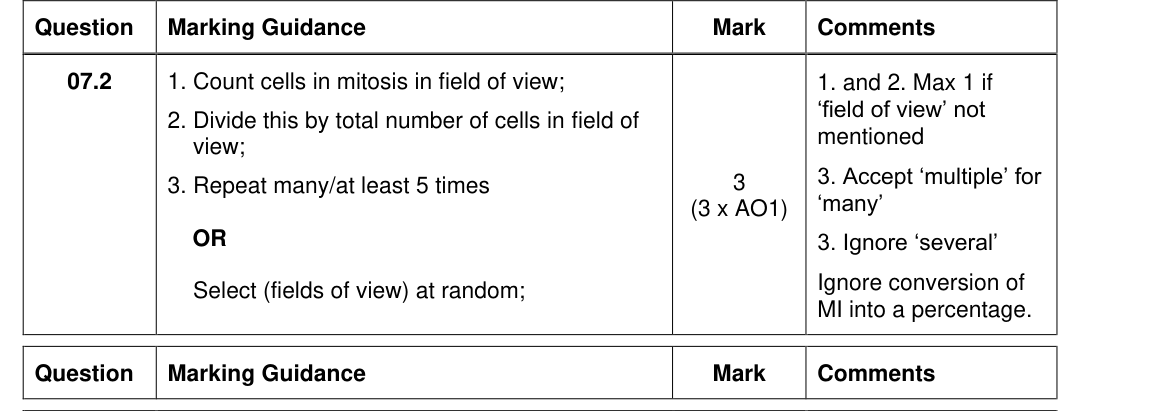 Question Marking Guidance Mark Comments
07.2
1. Count cells in mitosis in field of view;
2. Divide this by total number of cells in field of
view;
3. Repeat many/at least 5 times
OR
Select (fields of view) at random;
3
(3 x AO1)
1. and 2. Max 1 if
‘field of view’ not
mentioned
3. Accept ‘multiple’ for
‘many’
3. Ignore ‘several’
Ignore conversion of
MI into a percentage.
Question Marking Guidance Mark Comments